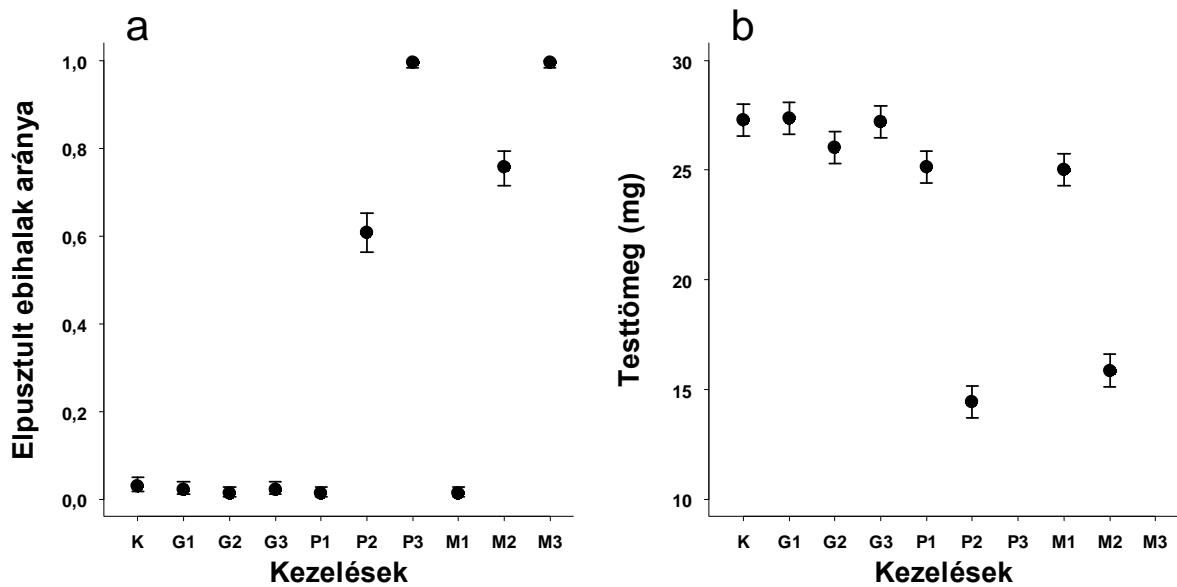 a
Elpusztult ebihalak aránya
1,0
0,8
0,6
0,4
0,2
0,0
K G1 G2 G3 P1 P2 P3 M1 M2 M3
Kezelések
b
Testtömeg (mg)
30
25
20
15
10
K G1 G2 G3 P1 P2 P3 M1 M2 M3
Kezelések